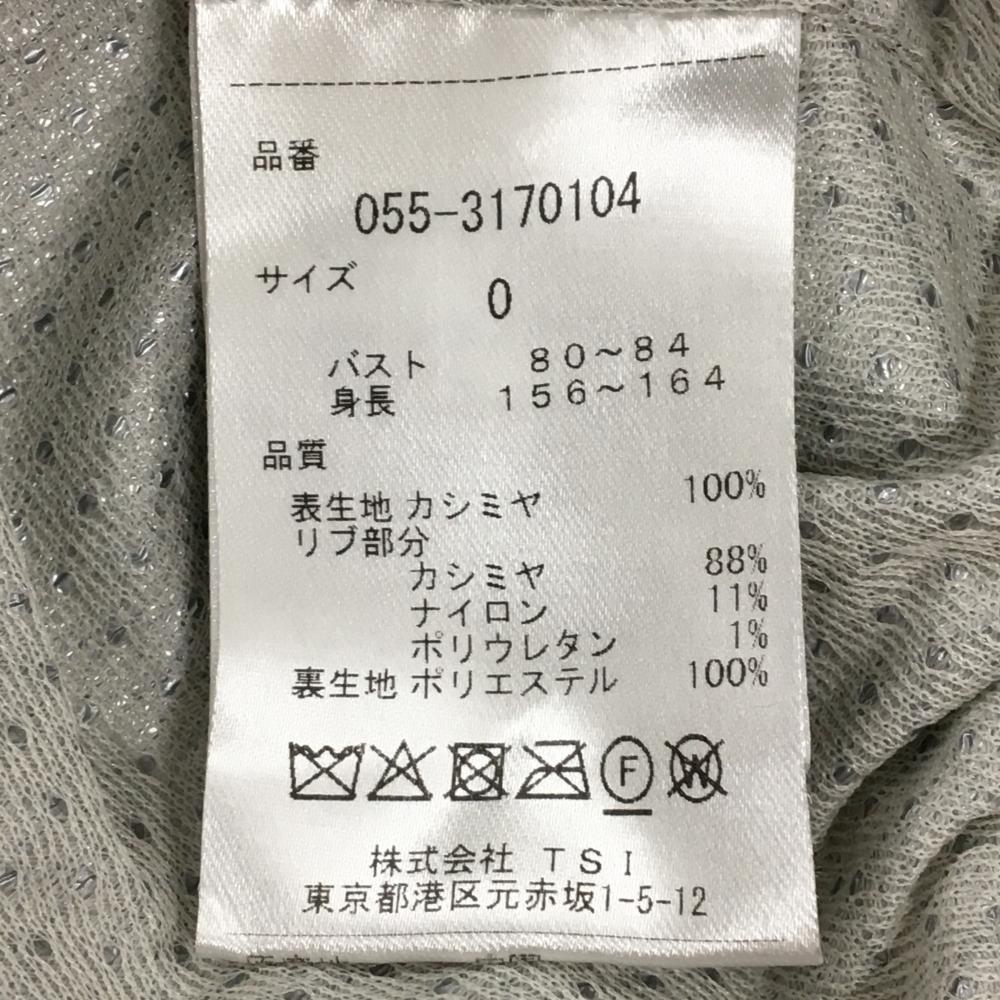 品番
055-3170104
サイズ
0
バスト 80~84
身長 156~164
品質
表生地 カシミヤ 100%
リブ部分
カシミヤ 88%
ナイロン 11%
ポリウレタン 1%
裏生地 ポリエステル 100%
F
W
株式会社 TSI
東京都港区元赤坂1-5-12